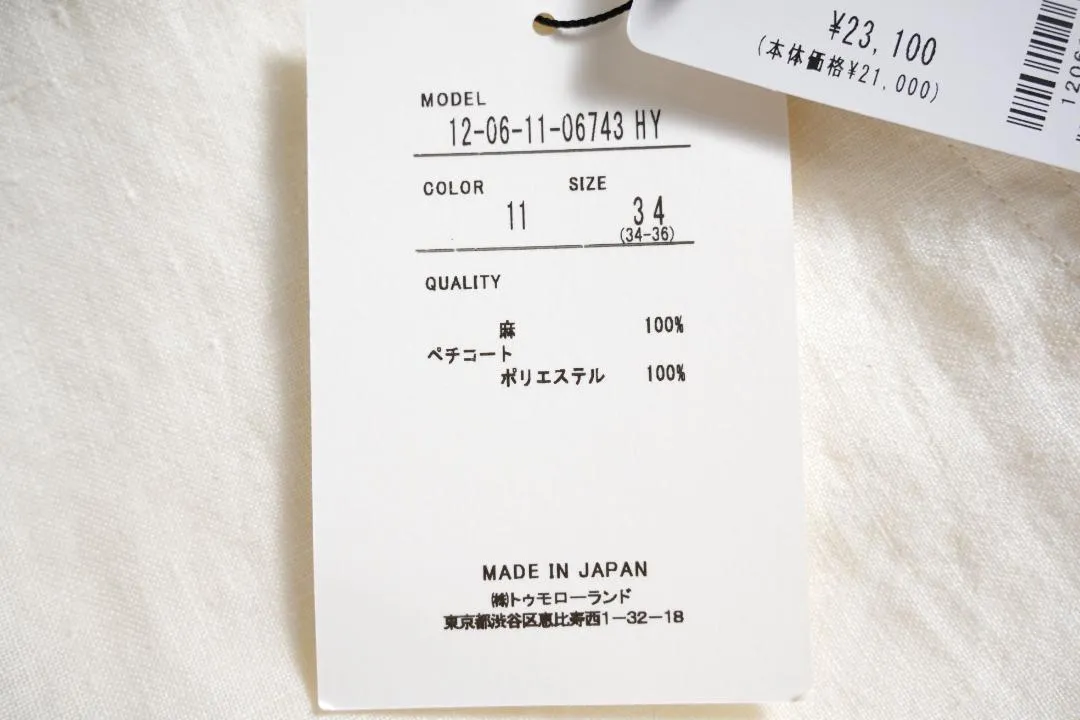 ¥23,100
(本体価格¥21,000)
MODEL
12-06-11-06743 HY
COLOR SIZE
11 34
(34-36)
QUALITY
麻 100%
ペチコート
ポリエステル 100%
MADE IN JAPAN
㈱トゥモローランド
東京都渋谷区恵比寿西1-32-18